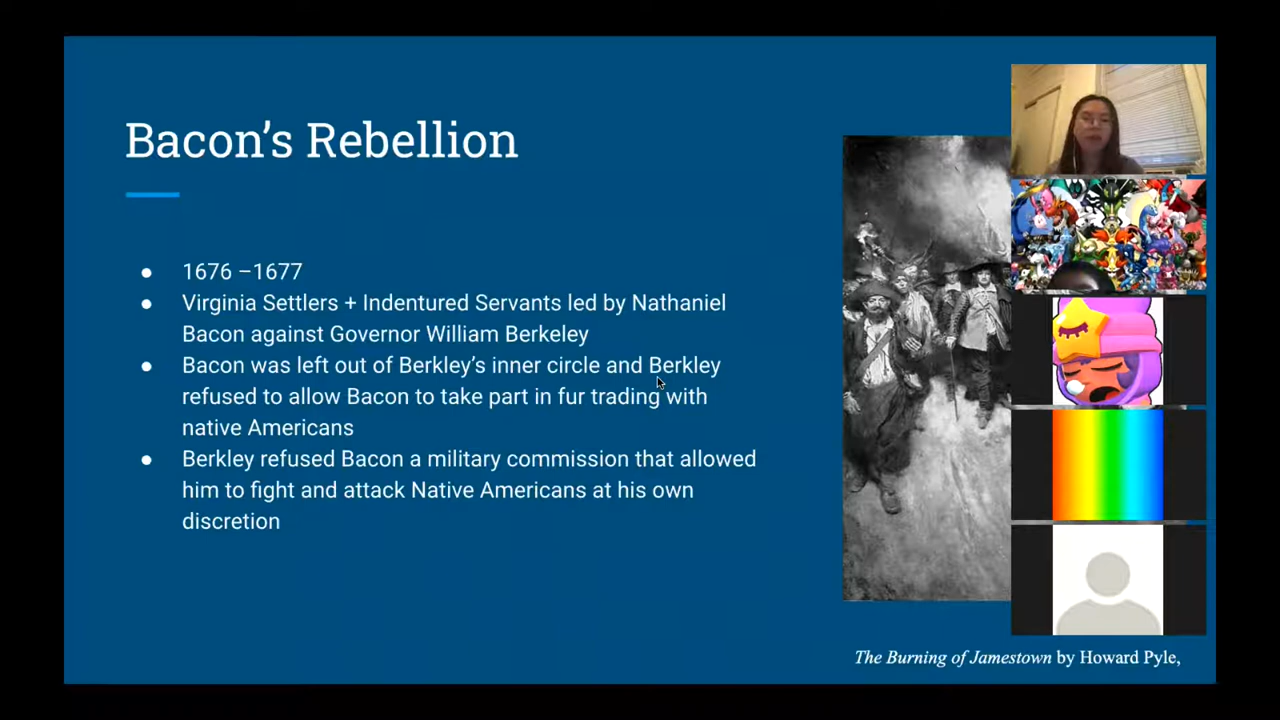 Bacon's Rebellion
● 1676 –1677
● Virginia Settlers + Indentured Servants led by Nathaniel
Bacon against Governor William Berkeley
● Bacon was left out of Berkley's inner circle and Berkley
refused to allow Bacon to take part in fur trading with
native Americans
● Berkley refused Bacon a military commission that allowed
him to fight and attack Native Americans at his own
discretion
The Burning of Jamestown by Howard Pyle,